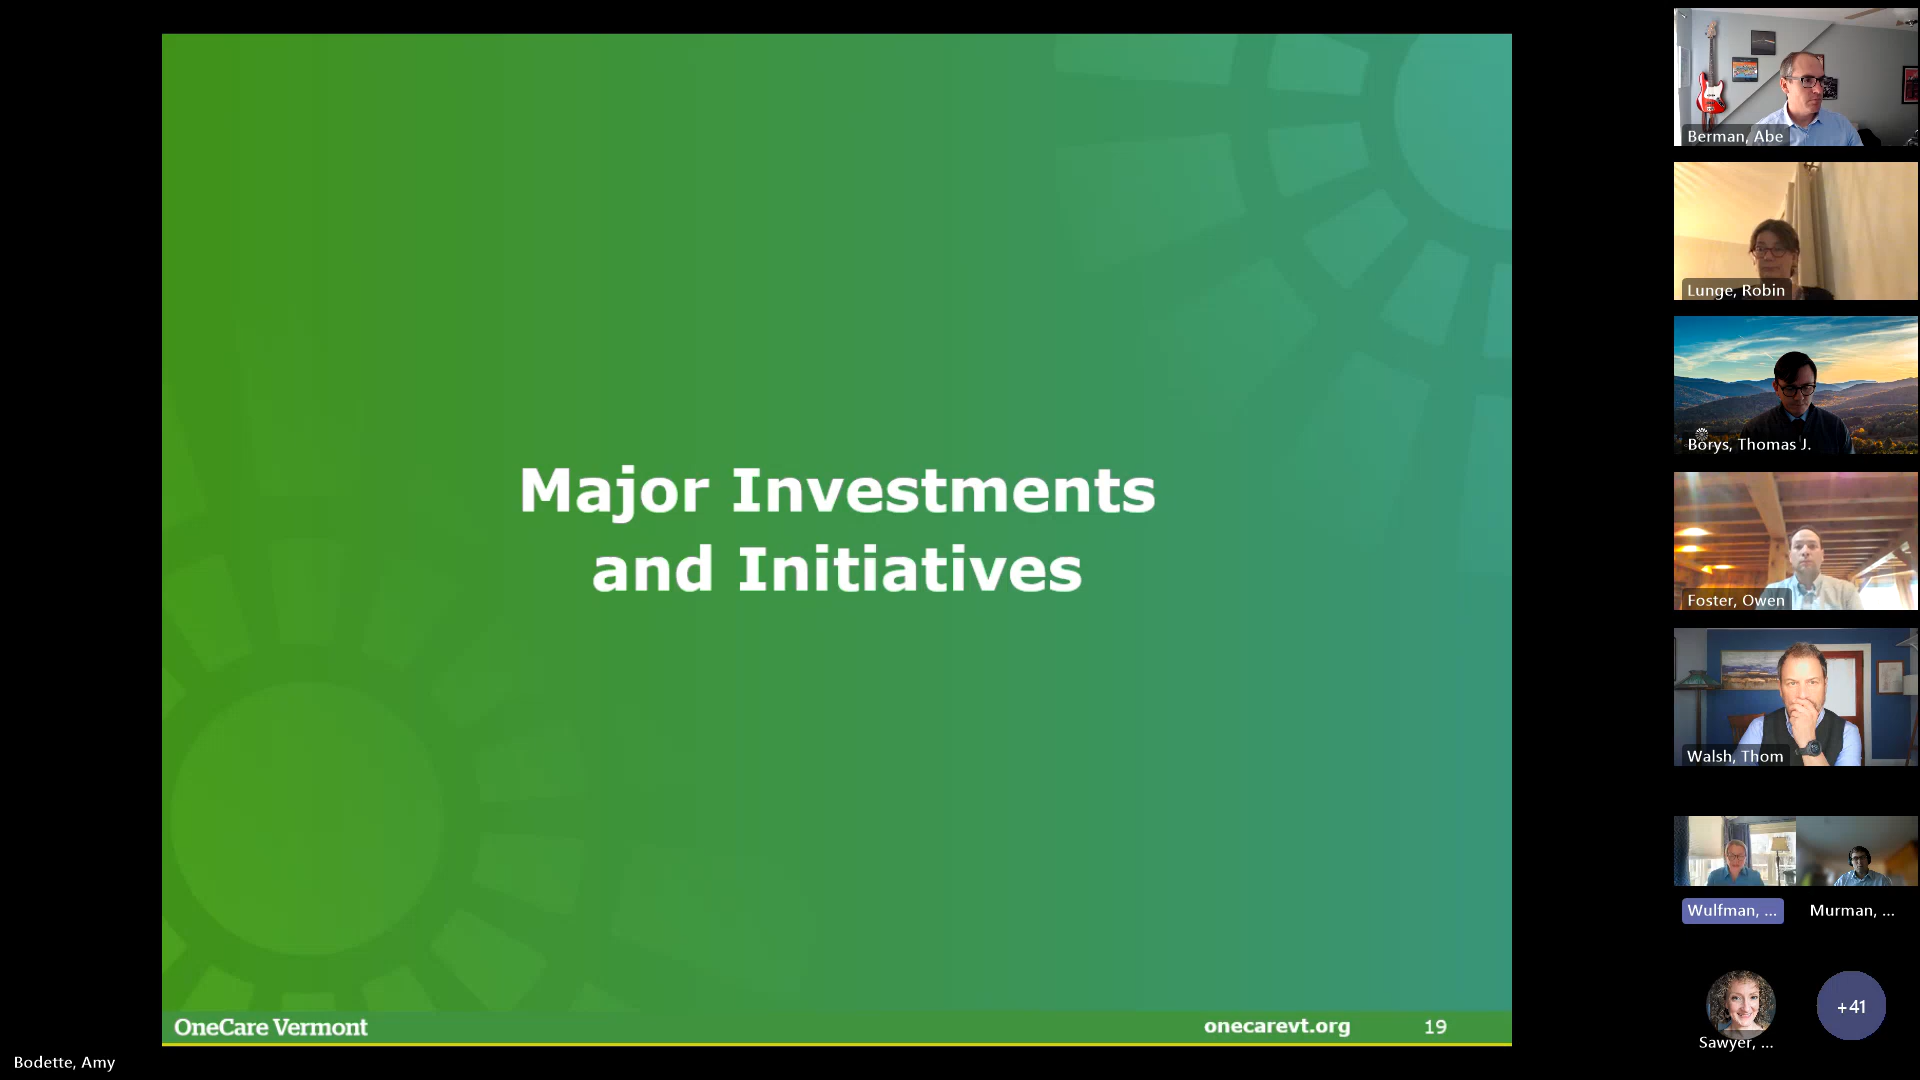 Major Investments
and Initiatives
OneCare Vermont
onecarevt.org
19
Bodette, Amy
Berman, Abe
Lunge, Robin
Borys, Thomas J.
Foster, Owen
Walsh, Thom
Wulfman, ...
Murman, ...
Sawyer, ...
+41